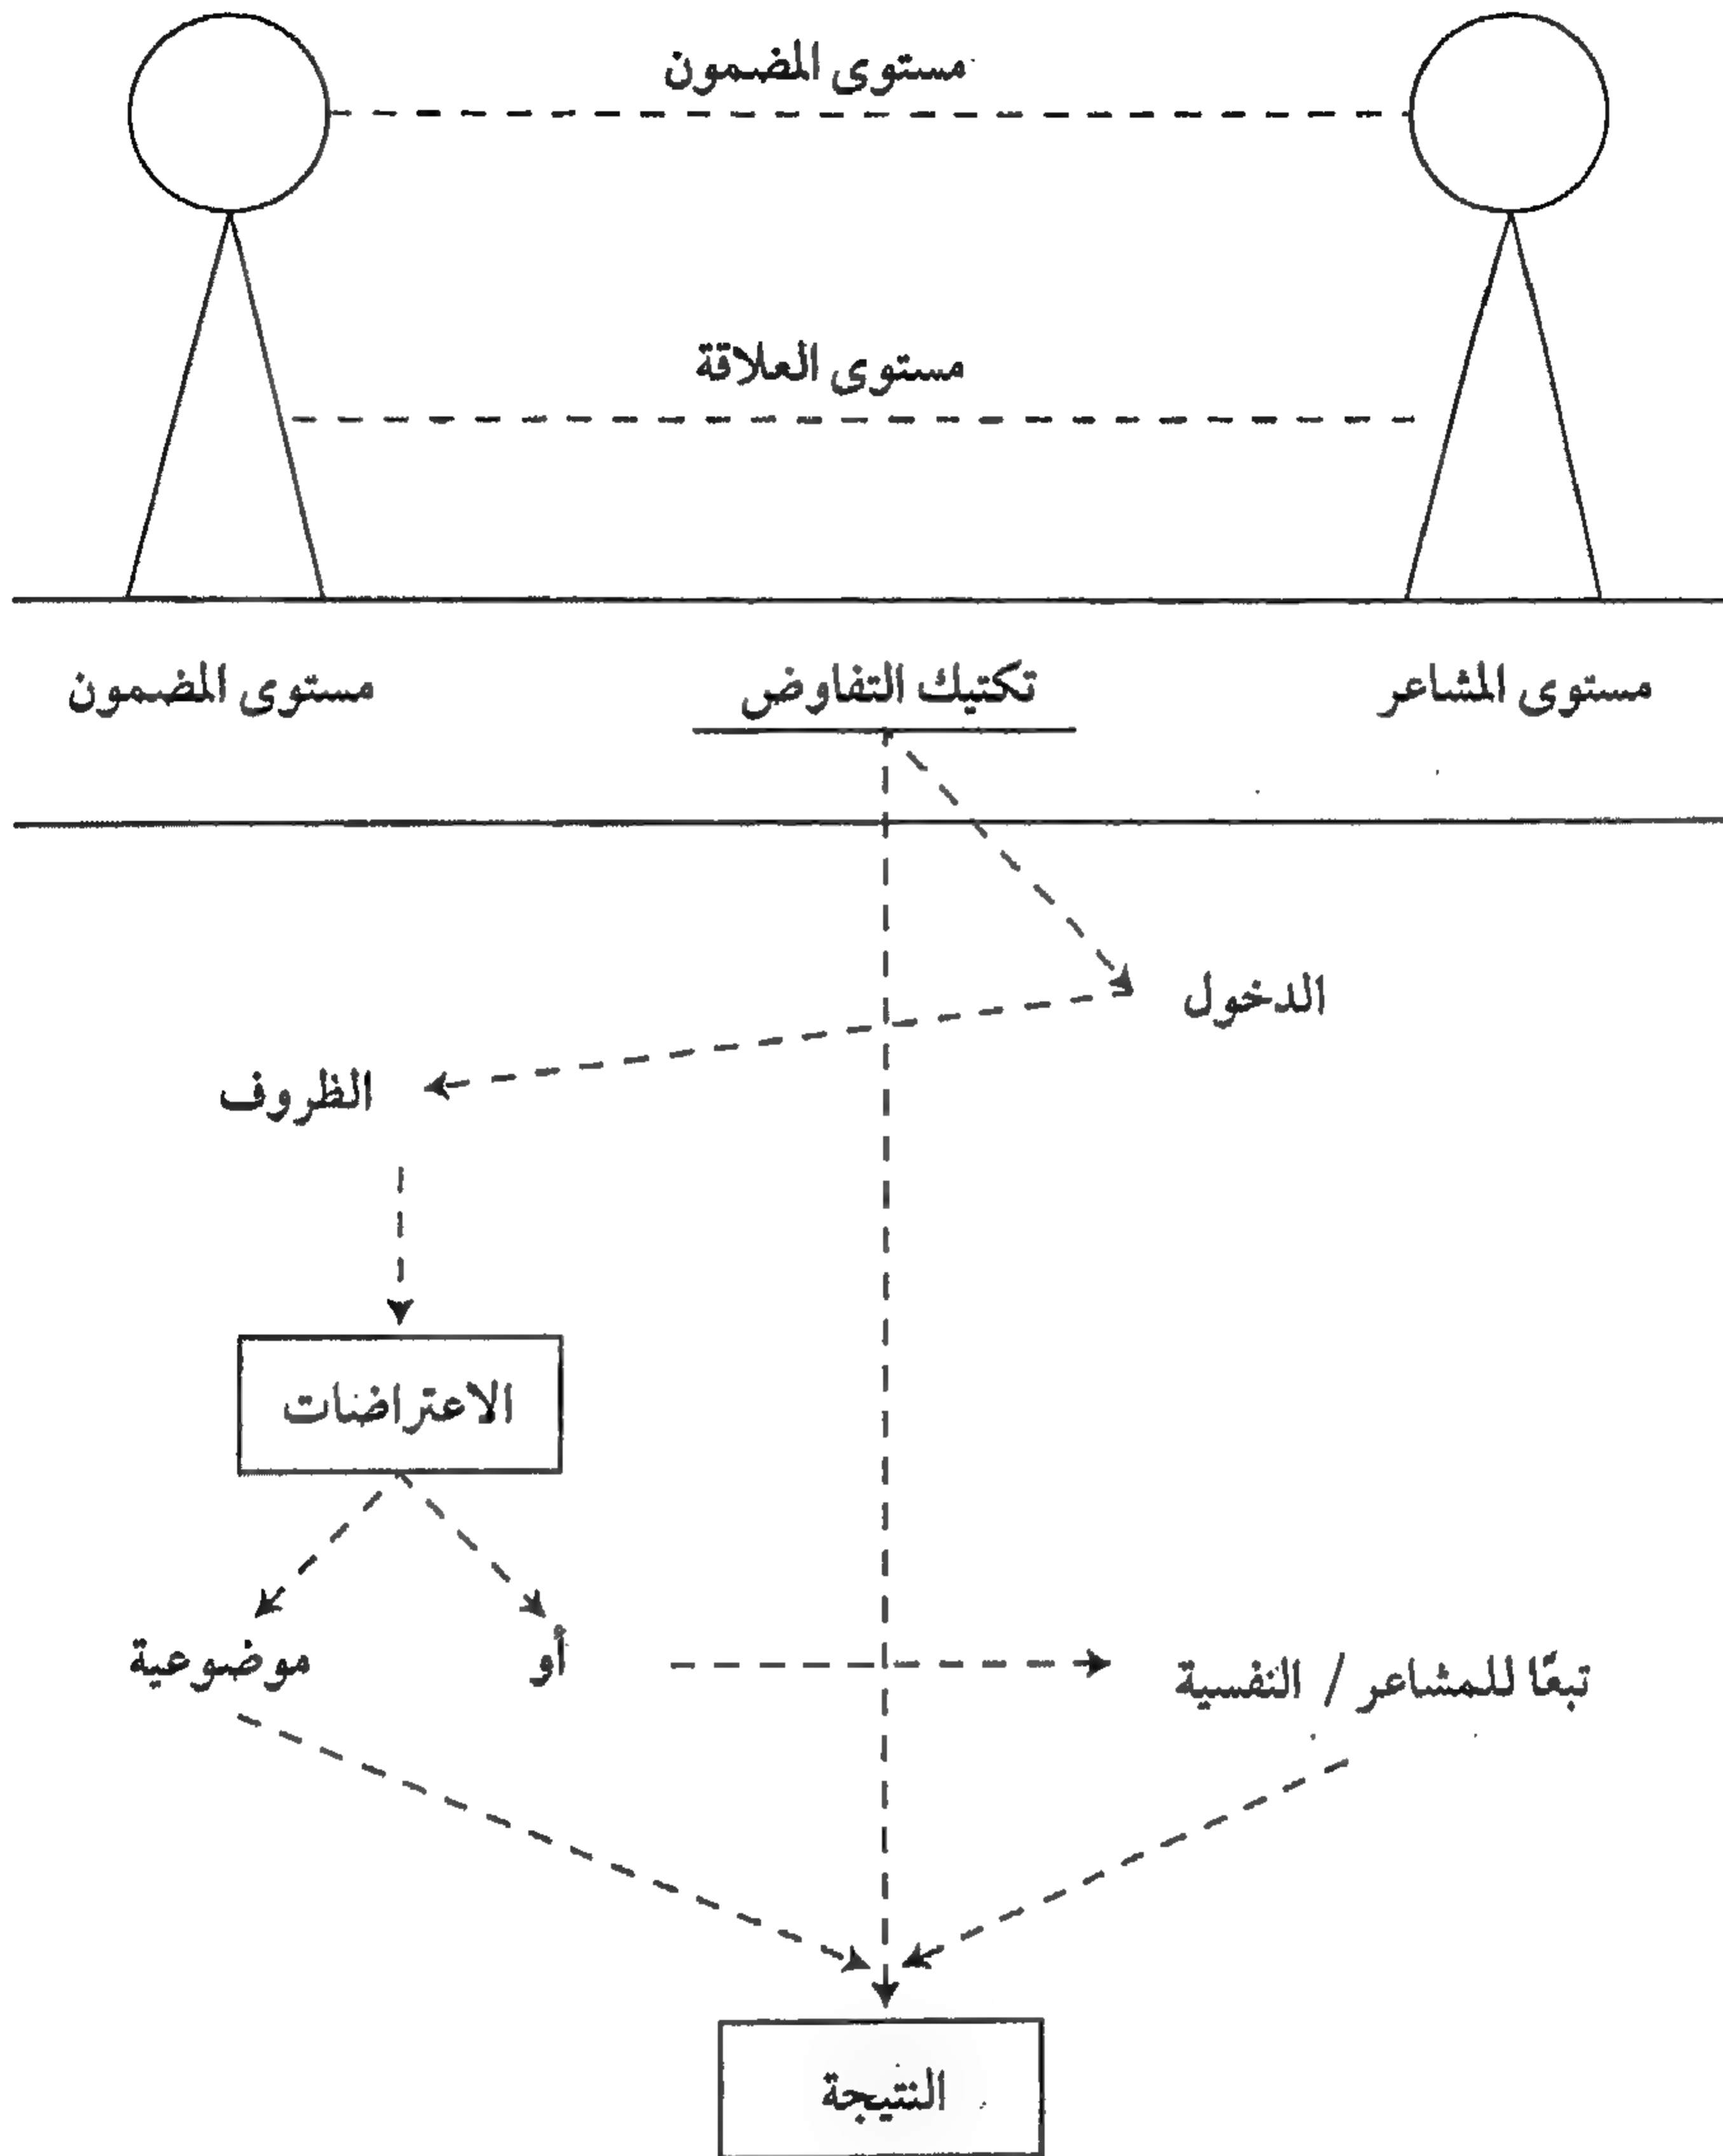 مستوى المضمون
مستوى العلاقة
مستوى المشاعر
تكتيك التفاوض
مستوى المضمون
الدخول
الظروف
الاعتراضات
تبعًا للمشاعر / النفسية
أو
موضوعية
النتيجة